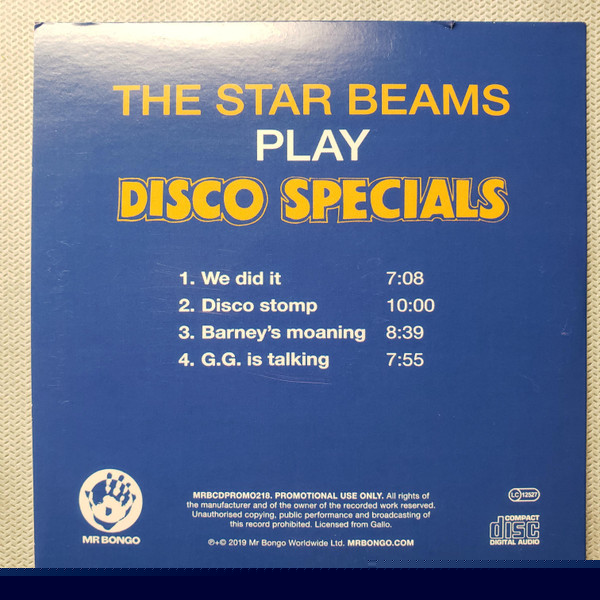 THE STAR BEAMS
PLAY
DISCO SPECIALS
1. We did it 7:08
2. Disco stomp 10:00
3. Barney's moaning 8:39
4. G.G. is talking 7:55
MR BONGO
MRBCDPROMO218. PROMOTIONAL USE ONLY. All rights of
the manufacturer and of the owner of the recorded work reserved.
Unauthorised copying, public performance and broadcasting of
this record prohibited. Licensed from Gallo.
℗+© 2019 Mr Bongo Worldwide Ltd. MRBONGO.COM
LC 12527
COMPACT
disc
DIGITAL AUDIO